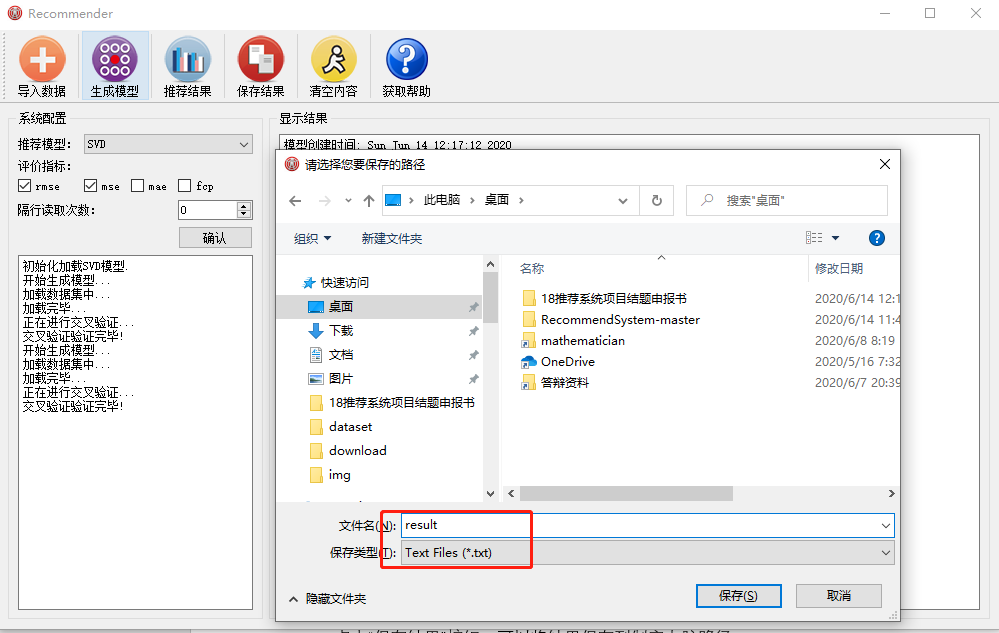 Recommender
导入数据
生成模型
推荐结果
保存结果
清空内容
获取帮助
系统配置
推荐模型: SVD
评价指标:
rmse mse mae fcp
隔行读取次数: 0
确认
初始化加载SVD模型.
开始生成模型...
加载数据集中...
加载完毕...
正在进行交叉验证...
交叉验证验证完毕!
开始生成模型...
加载数据集中...
加载完毕...
正在进行交叉验证...
交叉验证验证完毕!
显示结果
模型创建时间: Sun Jun 14 12:17:12 2020
请选择您要保存的路径
此电脑 › 桌面 ›
搜索"桌面"
组织
新建文件夹
快速访问
桌面
下载
文档
图片
18推荐系统项目结题申报书
dataset
download
img
名称 修改日期
18推荐系统项目结题申报书 2020/6/14 12:1
RecommendSystem-master 2020/6/14 11:4
mathematician 2020/6/8 8:19
OneDrive 2020/5/16 7:32
答辩资料 2020/6/7 20:39
文件名(N): result
保存类型(T): Text Files (*.txt)
隐藏文件夹
保存(S)
取消